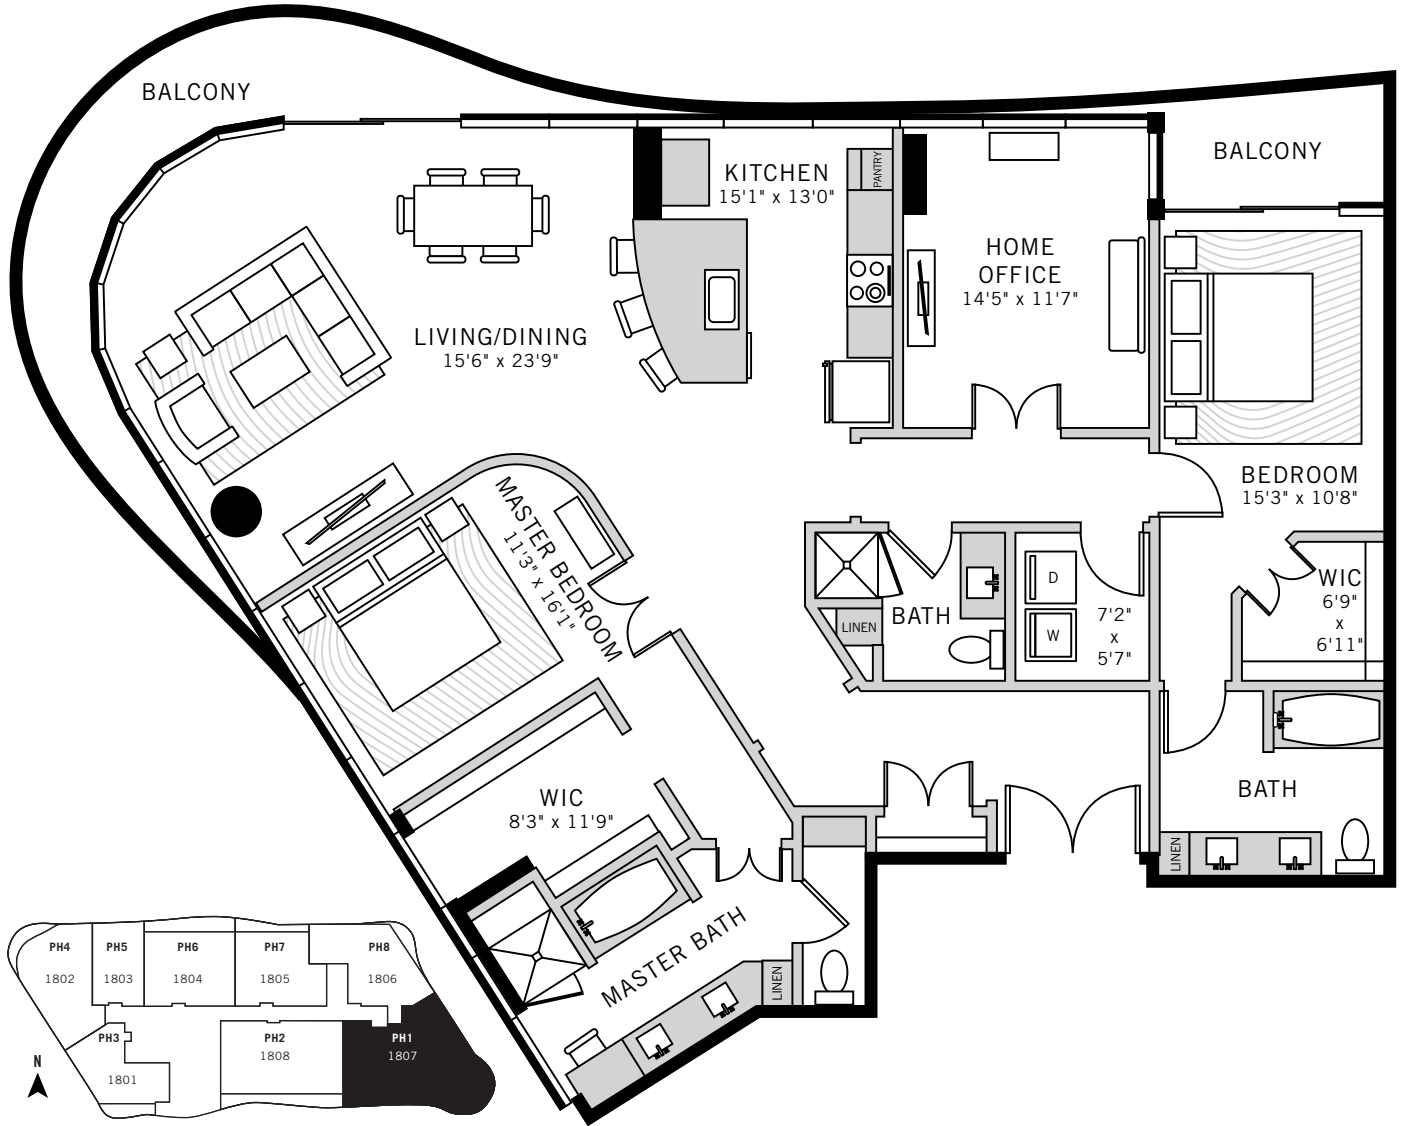 BALCONY
BALCONY
KITCHEN
15'1" x 13'0"
PANTRY
HOME
OFFICE
14'5" x 11'7"
LIVING/DINING
15'6" x 23'9"
BEDROOM
15'3" x 10'8"
MASTER BEDROOM
11'3" x 16'1"
D
W
7'2"
x
5'7"
BATH
LINEN
WIC
6'9"
x
6'11"
WIC
8'3" x 11'9"
BATH
LINEN
MASTER BATH
LINEN
PH4
1802
PH5
1803
PH6
1804
PH7
1805
PH8
1806
PH3
1801
PH2
1808
PH1
1807
N